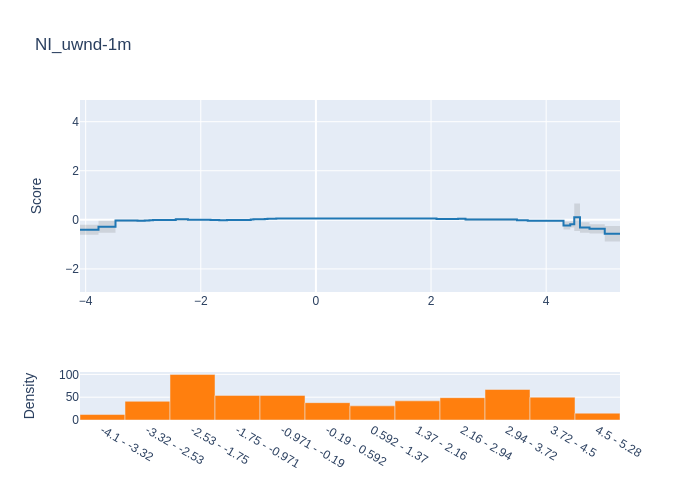 NI_uwnd-1m
4
2
0
−2
Score
−4
−2
0
2
4
100
50
0
Density
-4.1 - -3.32
-3.32 - -2.53
-2.53 - -1.75
-1.75 - -0.971
-0.971 - -0.19
-0.19 - 0.592
0.592 - 1.37
1.37 - 2.16
2.16 - 2.94
2.94 - 3.72
3.72 - 4.5
4.5 - 5.28